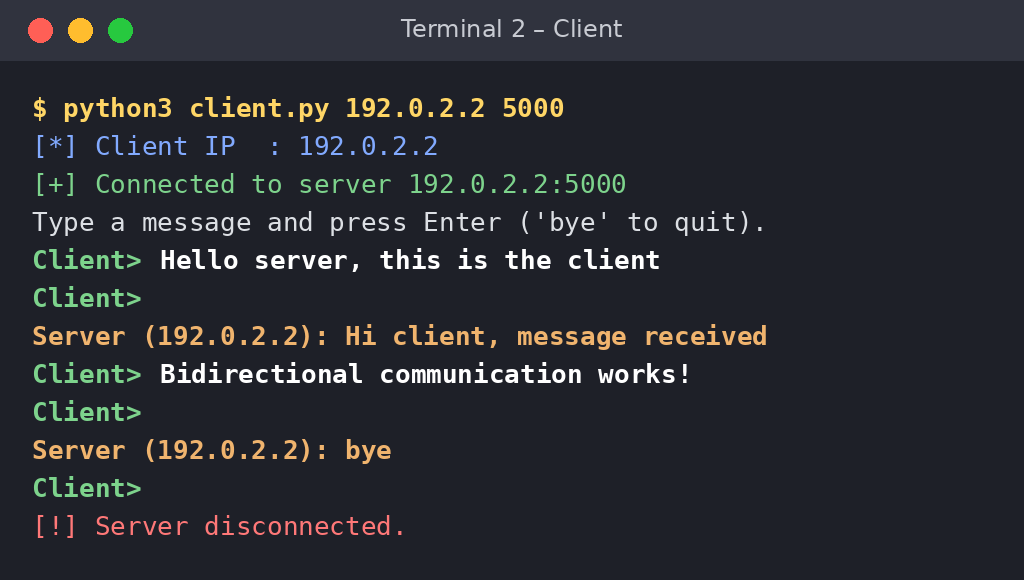 Terminal 2 – Client
$ python3 client.py 192.0.2.2 5000
[*] Client IP  : 192.0.2.2
[+] Connected to server 192.0.2.2:5000
Type a message and press Enter ('bye' to quit).
Client> Hello server, this is the client
Client>
Server (192.0.2.2): Hi client, message received
Client> Bidirectional communication works!
Client>
Server (192.0.2.2): bye
Client>
[!] Server disconnected.